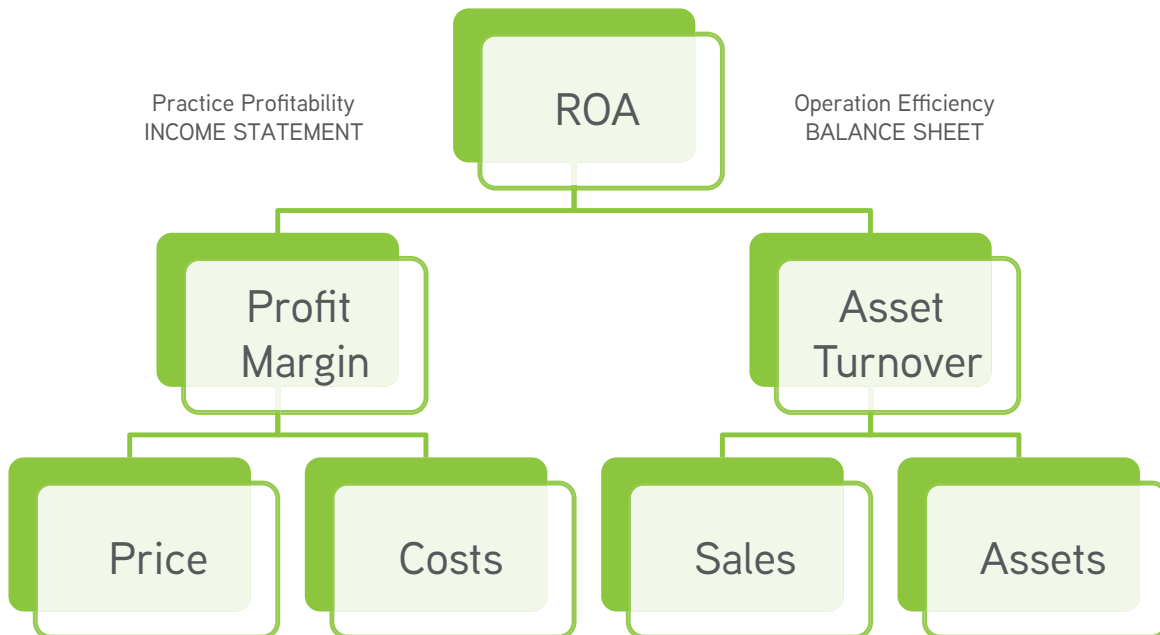 ROA
Practice Profitability
INCOME STATEMENT
Operation Efficiency
BALANCE SHEET
Profit
Margin
Asset
Turnover
Price
Costs
Sales
Assets